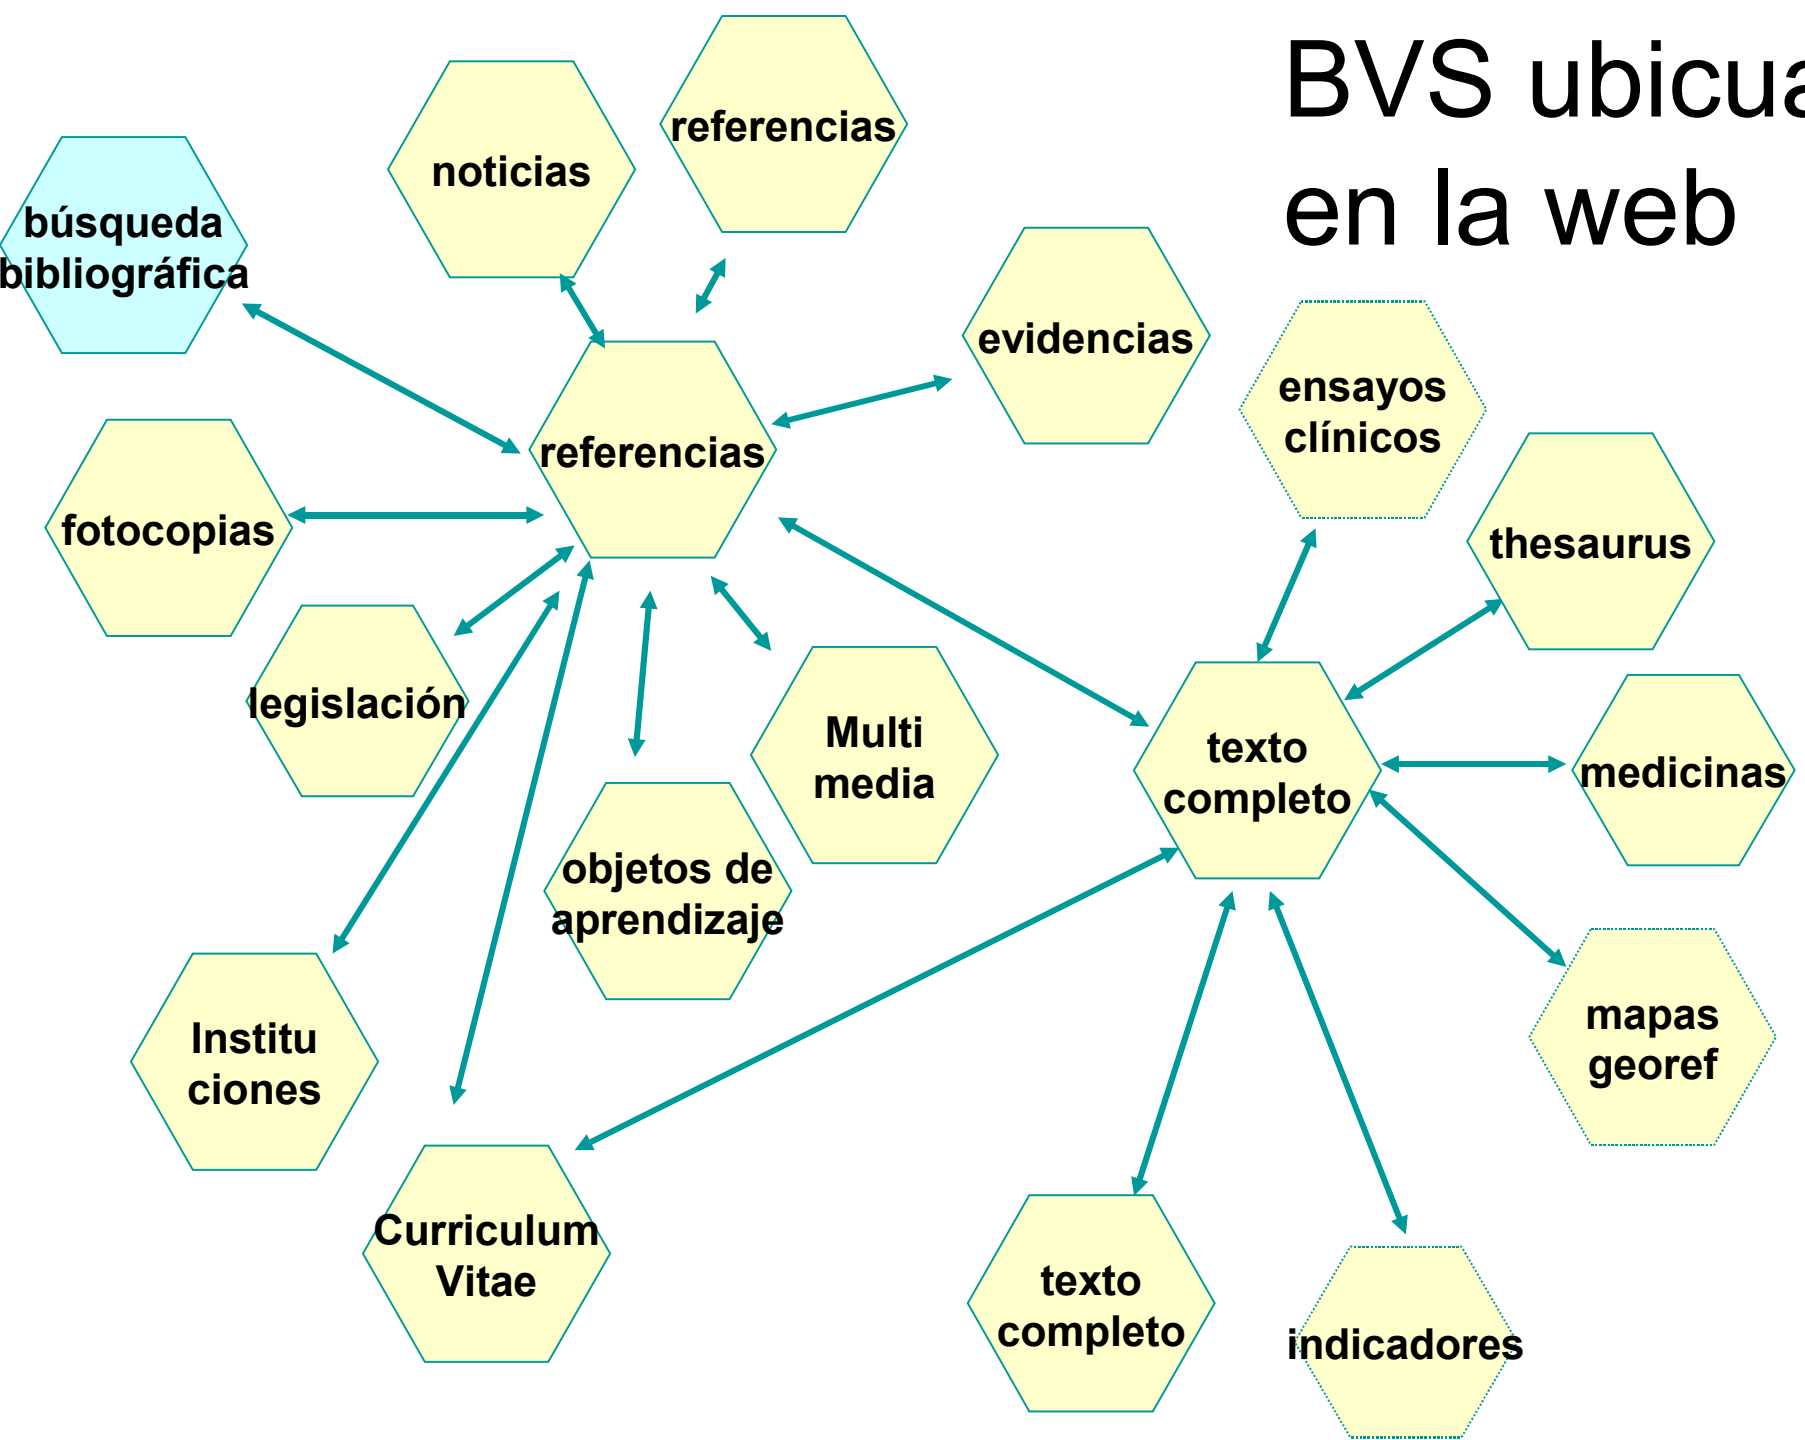 BVS ubicua
en la web
referencias
noticias
búsqueda
bibliográfica
evidencias
ensayos
clínicos
referencias
fotocopias
thesaurus
legislación
Multi
media
texto
completo
medicinas
objetos de
aprendizaje
Institu
ciones
mapas
georef
Curriculum
Vitae
texto
completo
indicadores